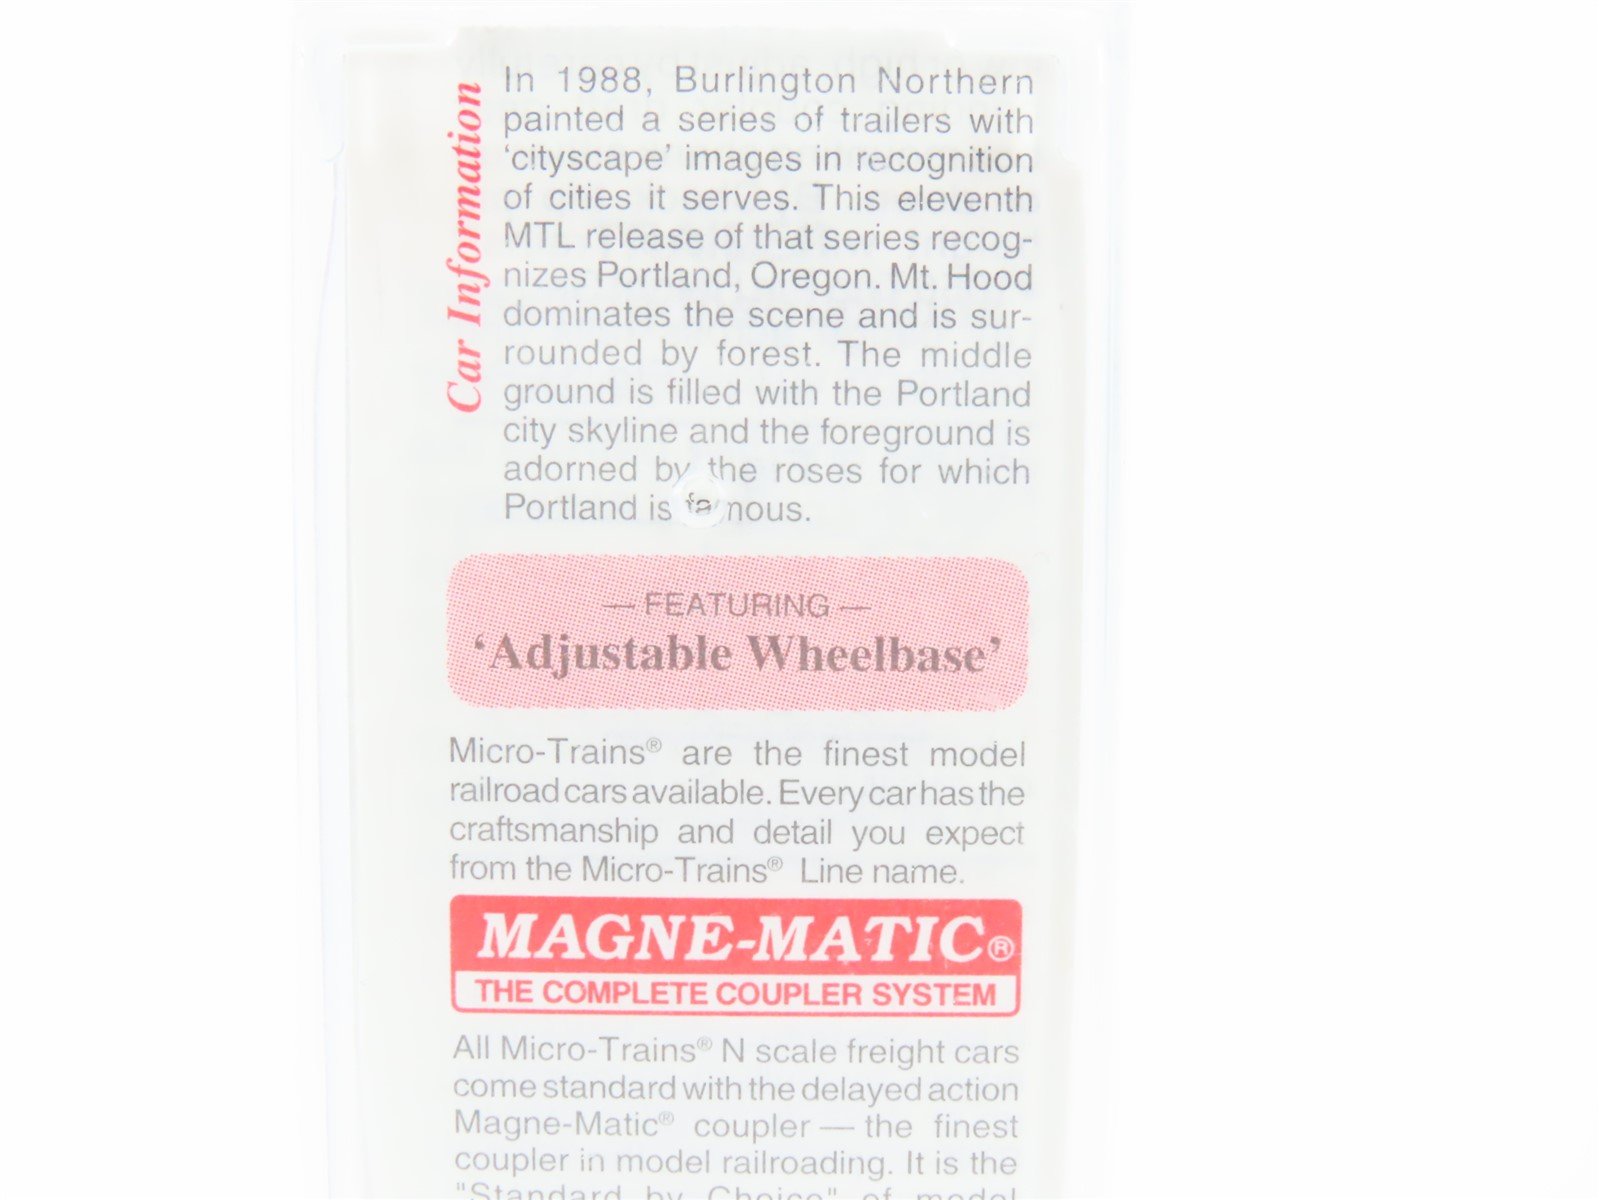 Car Information
In 1988, Burlington Northern
painted a series of trailers with
‘cityscape’ images in recognition
of cities it serves. This eleventh
MTL release of that series recog-
nizes Portland, Oregon. Mt. Hood
dominates the scene and is sur-
rounded by forest. The middle
ground is filled with the Portland
city skyline and the foreground is
adorned by the roses for which
Portland is famous.
— FEATURING —
‘Adjustable Wheelbase’
Micro-Trains® are the finest model
railroad cars available. Every car has the
craftsmanship and detail you expect
from the Micro-Trains® Line name.
MAGNE-MATIC®
THE COMPLETE COUPLER SYSTEM
All Micro-Trains® N scale freight cars
come standard with the delayed action
Magne-Matic® coupler — the finest
coupler in model railroading. It is the
"Standard by Choice" of model